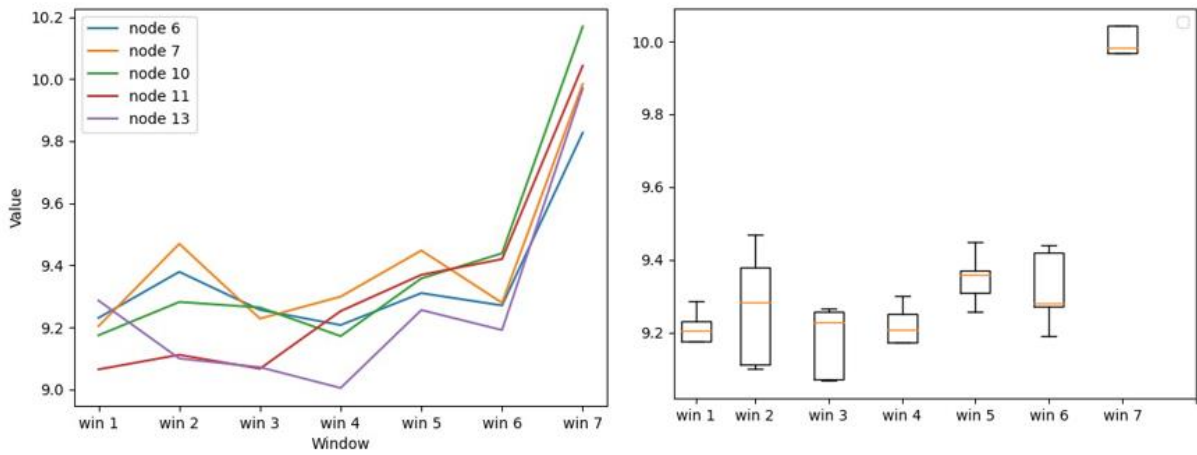 10.2
10.0
9.8
9.6
9.4
9.2
9.0
Value
node 6
node 7
node 10
node 11
node 13
win 1 win 2 win 3 win 4 win 5 win 6 win 7
Window
10.0
9.8
9.6
9.4
9.2
win 1 win 2 win 3 win 4 win 5 win 6 win 7